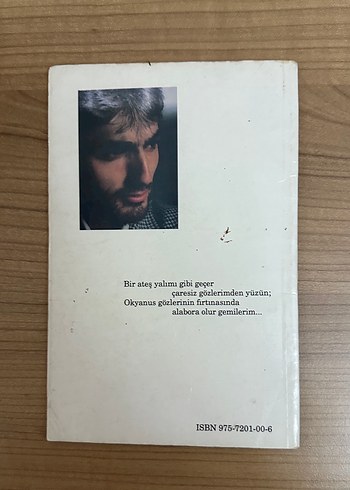 Bir ateş yalımı gibi geçer
çaresiz gözlerimden yüzün;
Okyanus gözlerinin fırtınasında
alabora olur gemilerim...
ISBN 975-7201-00-6